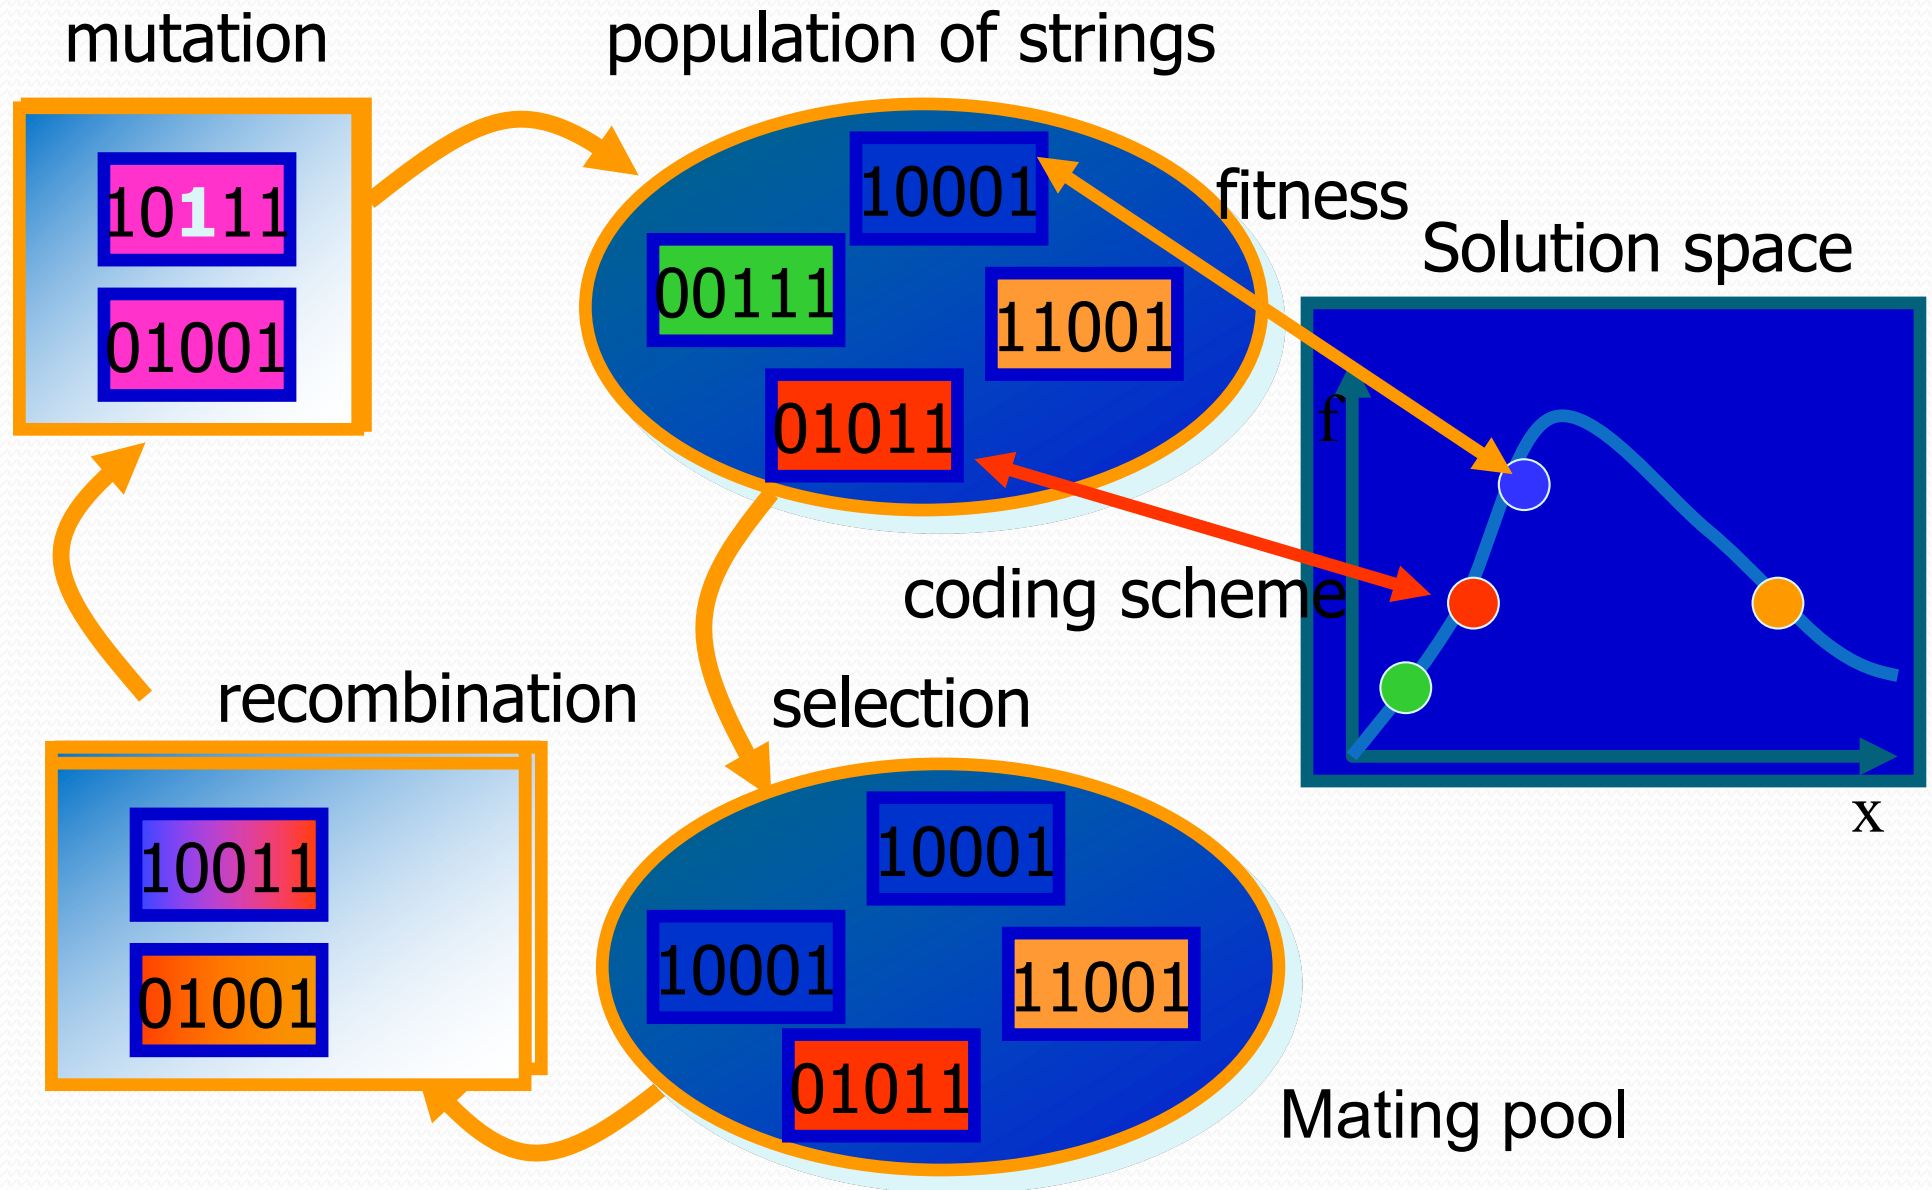 mutation
population of strings
10111
01001
10001
00111
11001
01011
fitness
Solution space
f
x
coding scheme
recombination
selection
10011
01001
10001
10001
11001
01011
Mating pool